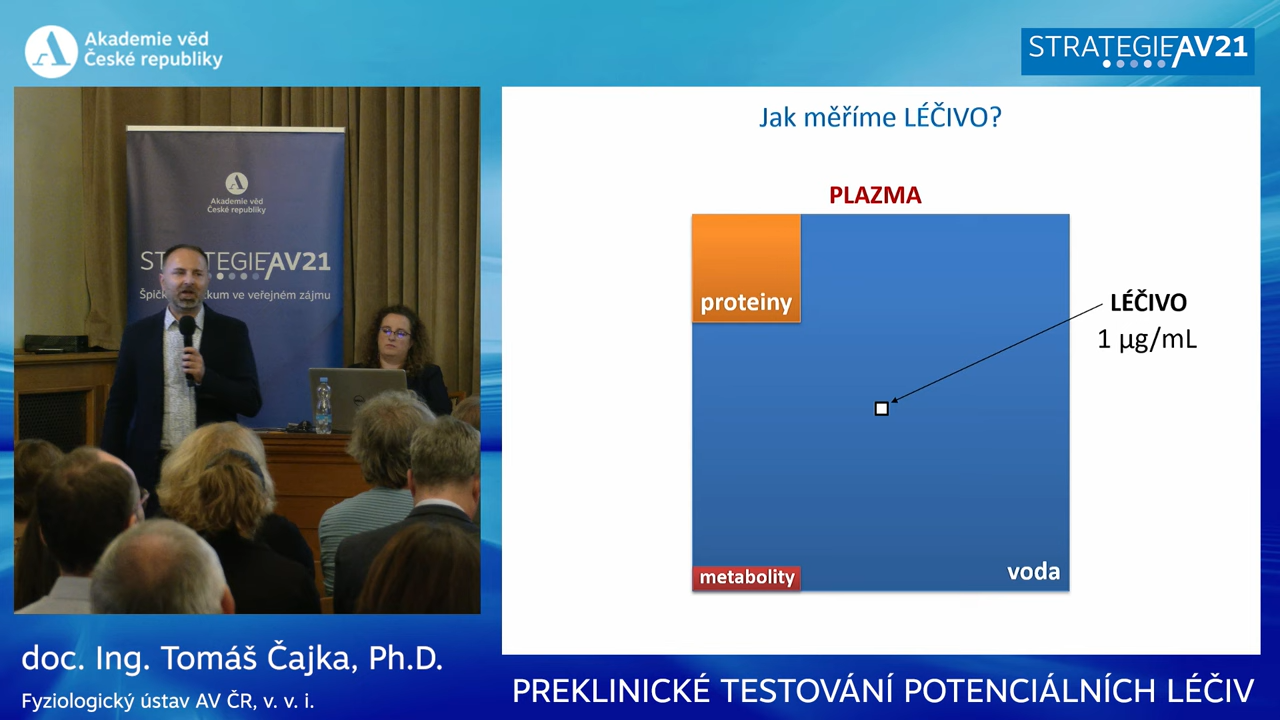 Akademie věd
České republiky
STRATEGIE AV21
Akademie věd
České republiky
STRATEGIE AV21
výzkum ve veřejném zájmu
Jak měříme LÉČIVO?
PLAZMA
proteiny
LÉČIVO
1 µg/mL
metabolity
voda
doc. Ing. Tomáš Čajka, Ph.D.
Fyziologický ústav AV ČR, v. v. i.
PREKLINICKÉ TESTOVÁNÍ POTENCIÁLNÍCH LÉČIV